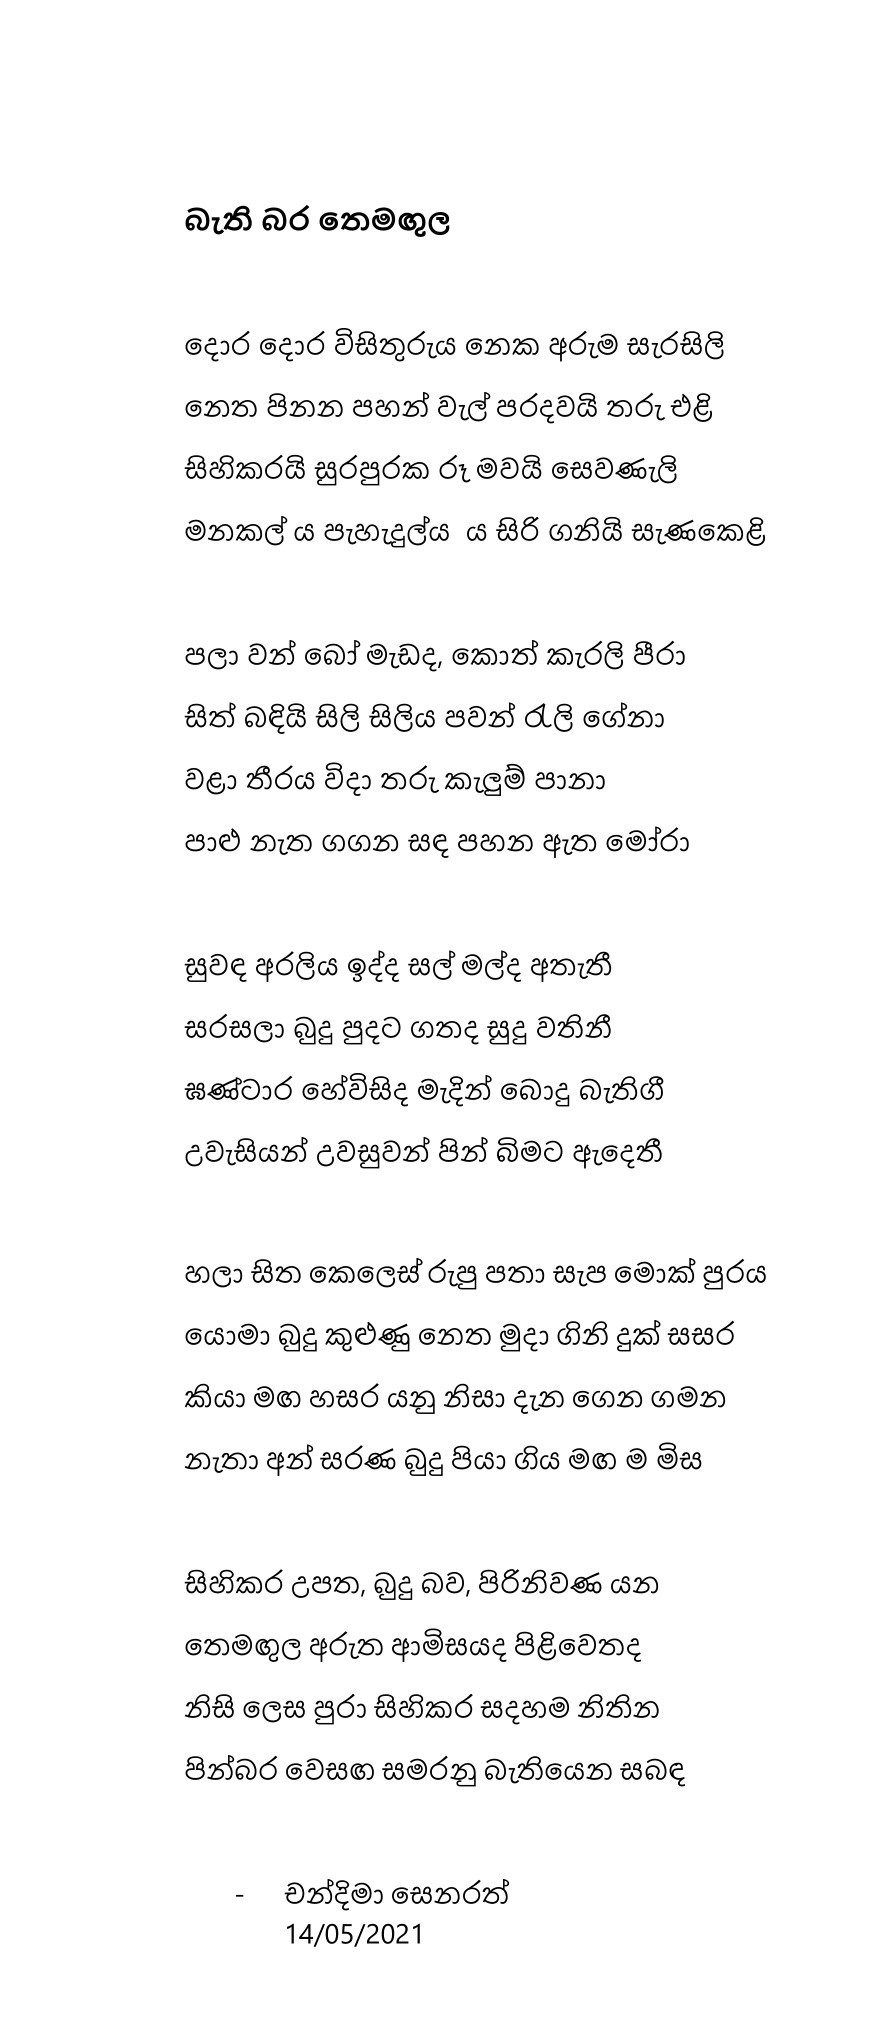 බැති බර තෙමඟුල
දොර දොර විසිතුරුය නෙක අරුම සැරසිලි
නෙත පිනන පහන් වැල් පරදවයි තරු එළි
සිහිකරයි සුරපුරක රූ මවයි සෙවණැලි
මනකල් ය පැහැදුල්ය  ය සිරි ගනියි සැණකෙළි
පලා වන් බෝ මැඩද, කොත් කැරලි පීරා
සිත් බඳියි සිලි සිලිය පවන් රැලි ගේනා
වළා තීරය විදා තරු කැලුම් පානා
පාළු නැත ගගන සඳ පහන ඇත මෝරා
සුවඳ අරලිය ඉද්ද සල් මල්ද අතැතී
සරසලා බුදු පුදට ගතද සුදු වතිනී
ඝණ්ටාර හේවිසිද මැදින් බොදු බැතිගී
උවැසියන් උවසුවන් පින් බිමට ඇදෙතී
හලා සිත කෙලෙස් රුපු පතා සැප මොක් පුරය
යොමා බුදු කුළුණු නෙත මුදා ගිනි දුක් සසර
කියා මඟ හසර යනු නිසා දැන ගෙන ගමන
නැතා අන් සරණ බුදු පියා ගිය මඟ ම මිස
සිහිකර උපත, බුදු බව, පිරිනිවණ යන
තෙමඟුල අරුත ආමිසයද පිළිවෙතද
නිසි ලෙස පුරා සිහිකර සදහම නිතින
පින්බර වෙසඟ සමරනු බැතියෙන සබඳ
- චන්දිමා සෙනරත්
14/05/2021